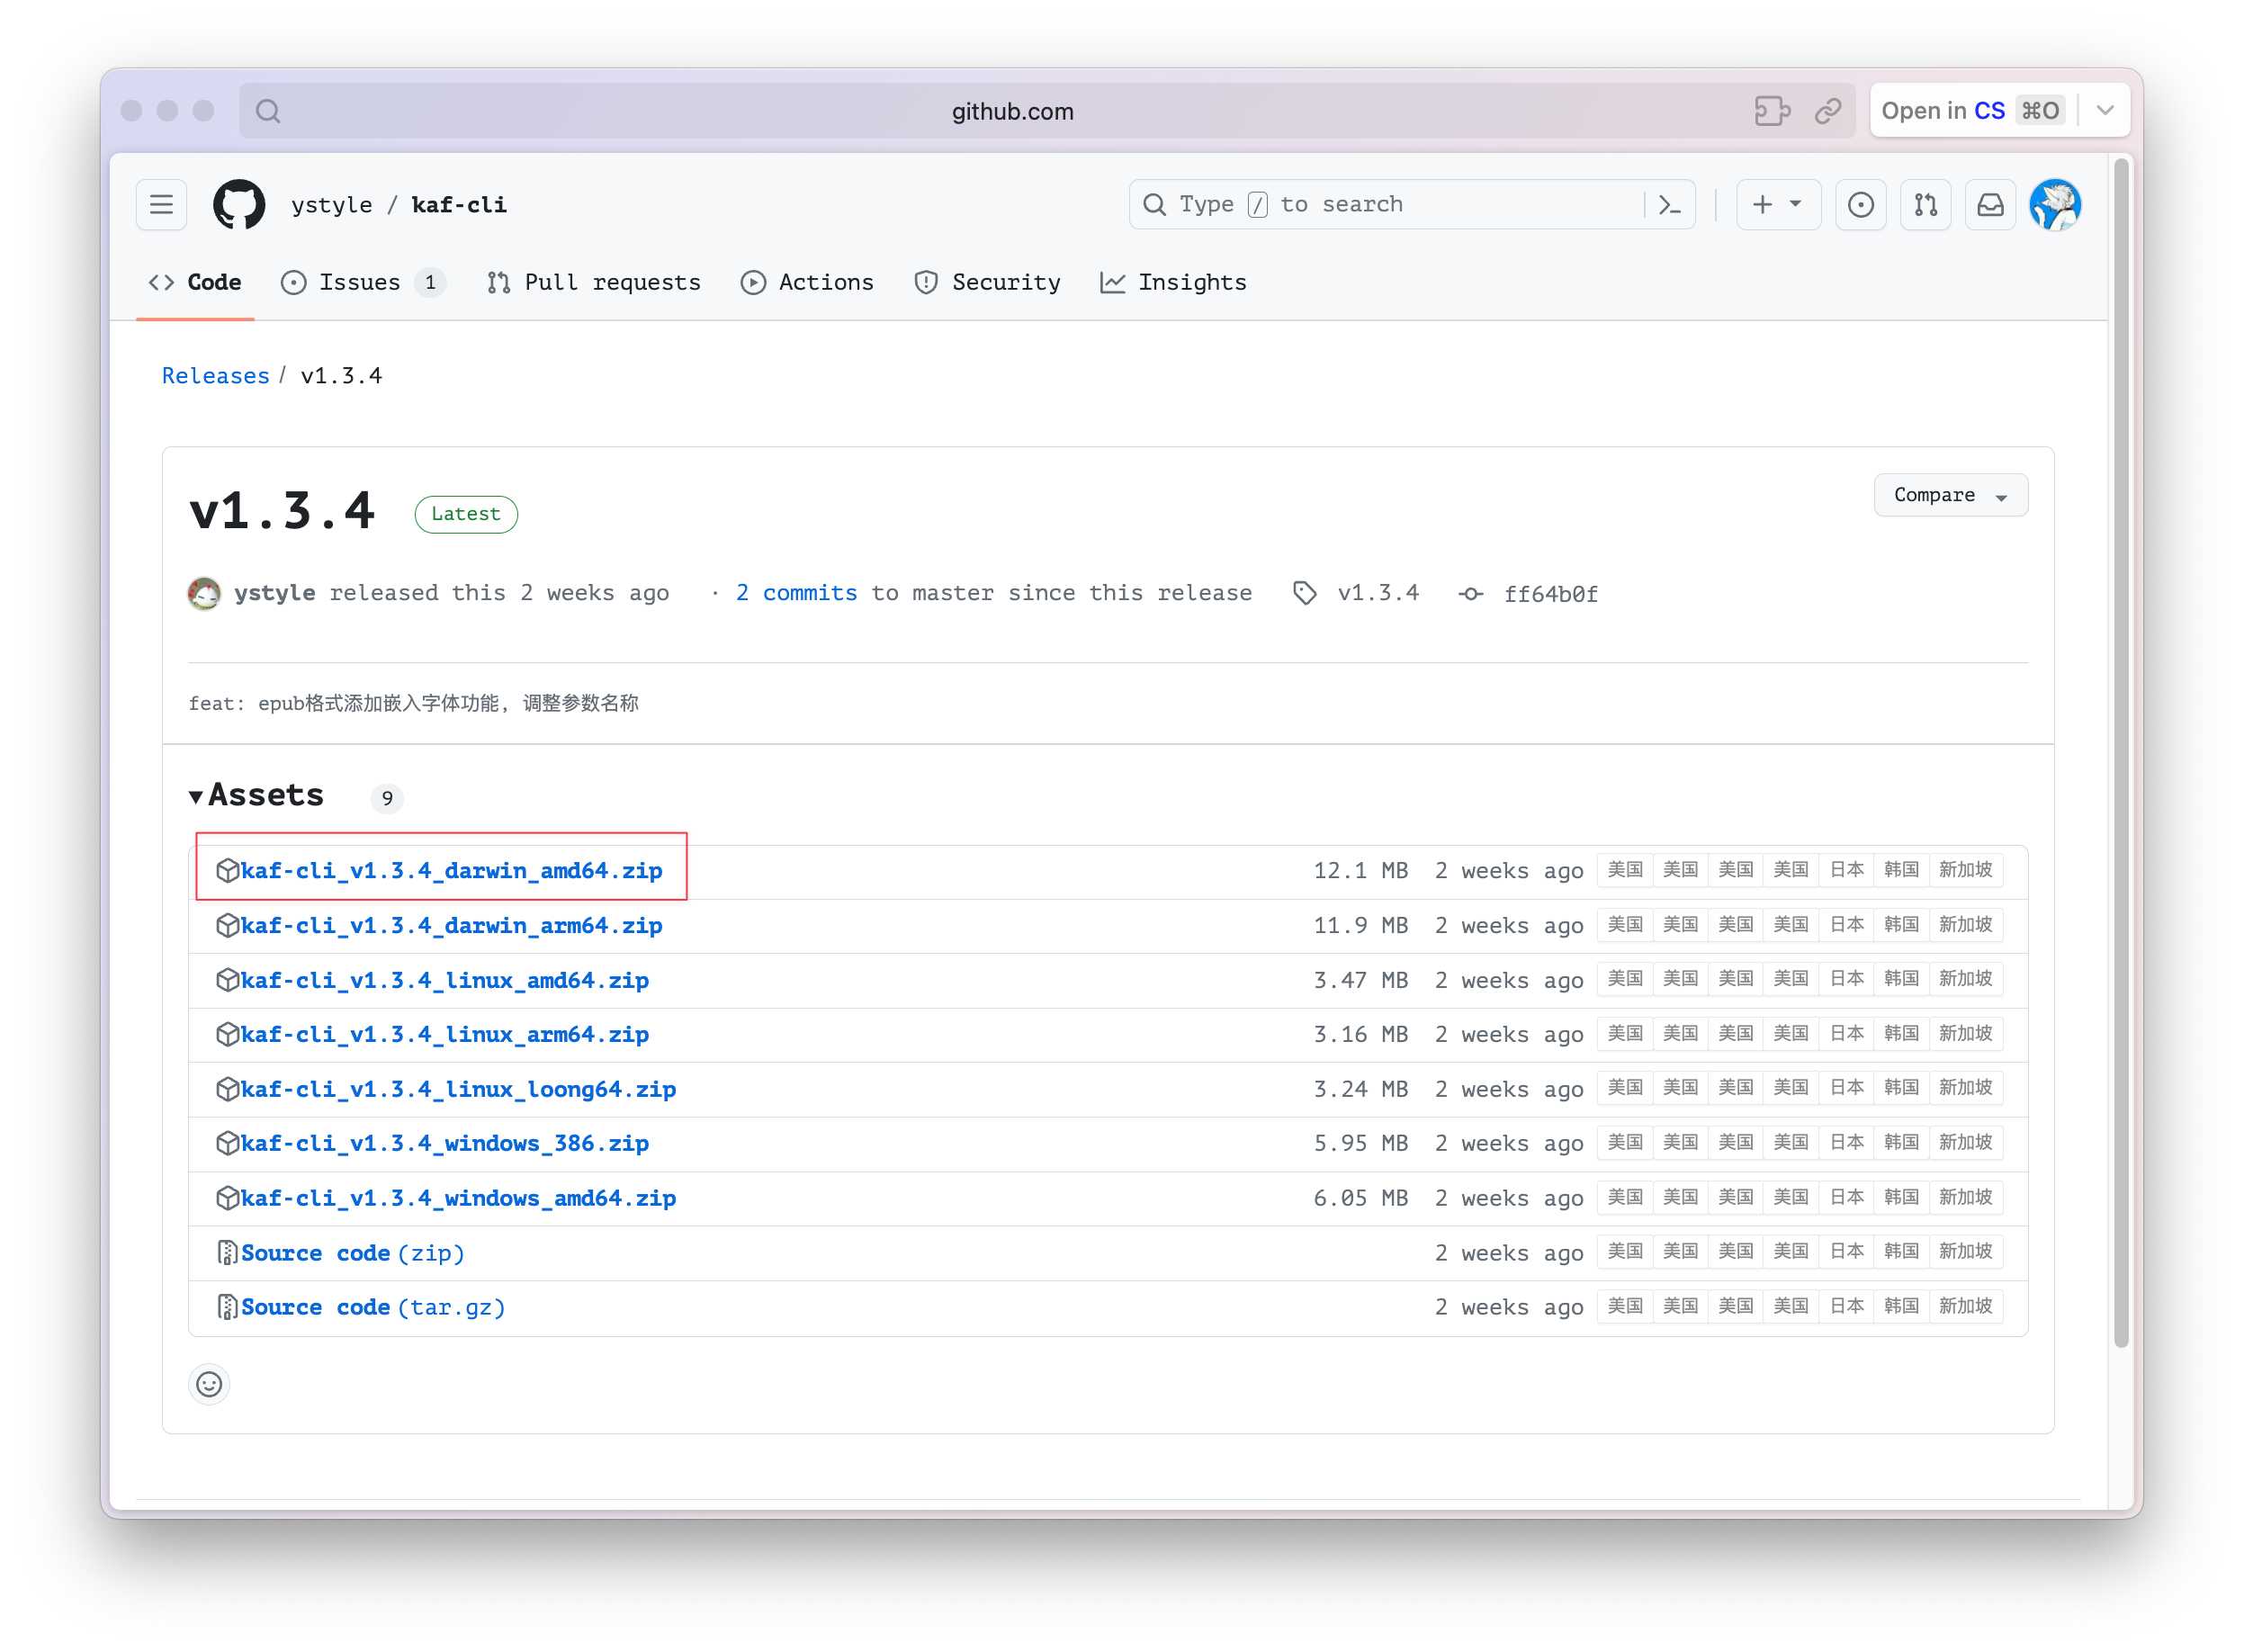 github.com
Open in CS ⌘O
ystyle / kaf-cli
Type / to search
Code Issues 1 Pull requests Actions Security Insights
Releases / v1.3.4
v1.3.4 Latest
Compare
ystyle released this 2 weeks ago · 2 commits to master since this release v1.3.4 ff64b0f
feat: epub格式添加嵌入字体功能, 调整参数名称
Assets 9
kaf-cli_v1.3.4_darwin_amd64.zip 12.1 MB 2 weeks ago 美国 美国 美国 美国 日本 韩国 新加坡
kaf-cli_v1.3.4_darwin_arm64.zip 11.9 MB 2 weeks ago 美国 美国 美国 美国 日本 韩国 新加坡
kaf-cli_v1.3.4_linux_amd64.zip 3.47 MB 2 weeks ago 美国 美国 美国 美国 日本 韩国 新加坡
kaf-cli_v1.3.4_linux_arm64.zip 3.16 MB 2 weeks ago 美国 美国 美国 美国 日本 韩国 新加坡
kaf-cli_v1.3.4_linux_loong64.zip 3.24 MB 2 weeks ago 美国 美国 美国 美国 日本 韩国 新加坡
kaf-cli_v1.3.4_windows_386.zip 5.95 MB 2 weeks ago 美国 美国 美国 美国 日本 韩国 新加坡
kaf-cli_v1.3.4_windows_amd64.zip 6.05 MB 2 weeks ago 美国 美国 美国 美国 日本 韩国 新加坡
Source code (zip) 2 weeks ago 美国 美国 美国 美国 日本 韩国 新加坡
Source code (tar.gz) 2 weeks ago 美国 美国 美国 美国 日本 韩国 新加坡